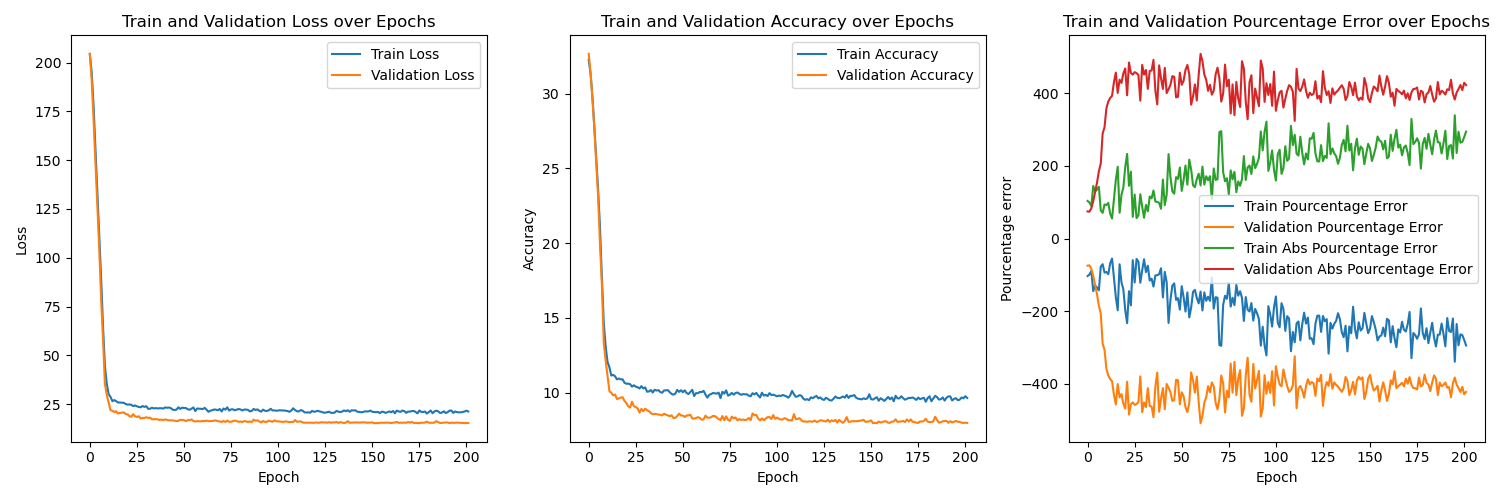 Train and Validation Loss over Epochs
Train Loss
Validation Loss
200
175
150
125
100
75
50
25
Loss
0
25
50
75
100
125
150
175
200
Epoch
Train and Validation Accuracy over Epochs
Train Accuracy
Validation Accuracy
30
25
20
15
10
Accuracy
0
25
50
75
100
125
150
175
200
Epoch
Train and Validation Pourcentage Error over Epochs
400
200
0
−200
−400
Pourcentage error
Train Pourcentage Error
Validation Pourcentage Error
Train Abs Pourcentage Error
Validation Abs Pourcentage Error
0
25
50
75
100
125
150
175
200
Epoch